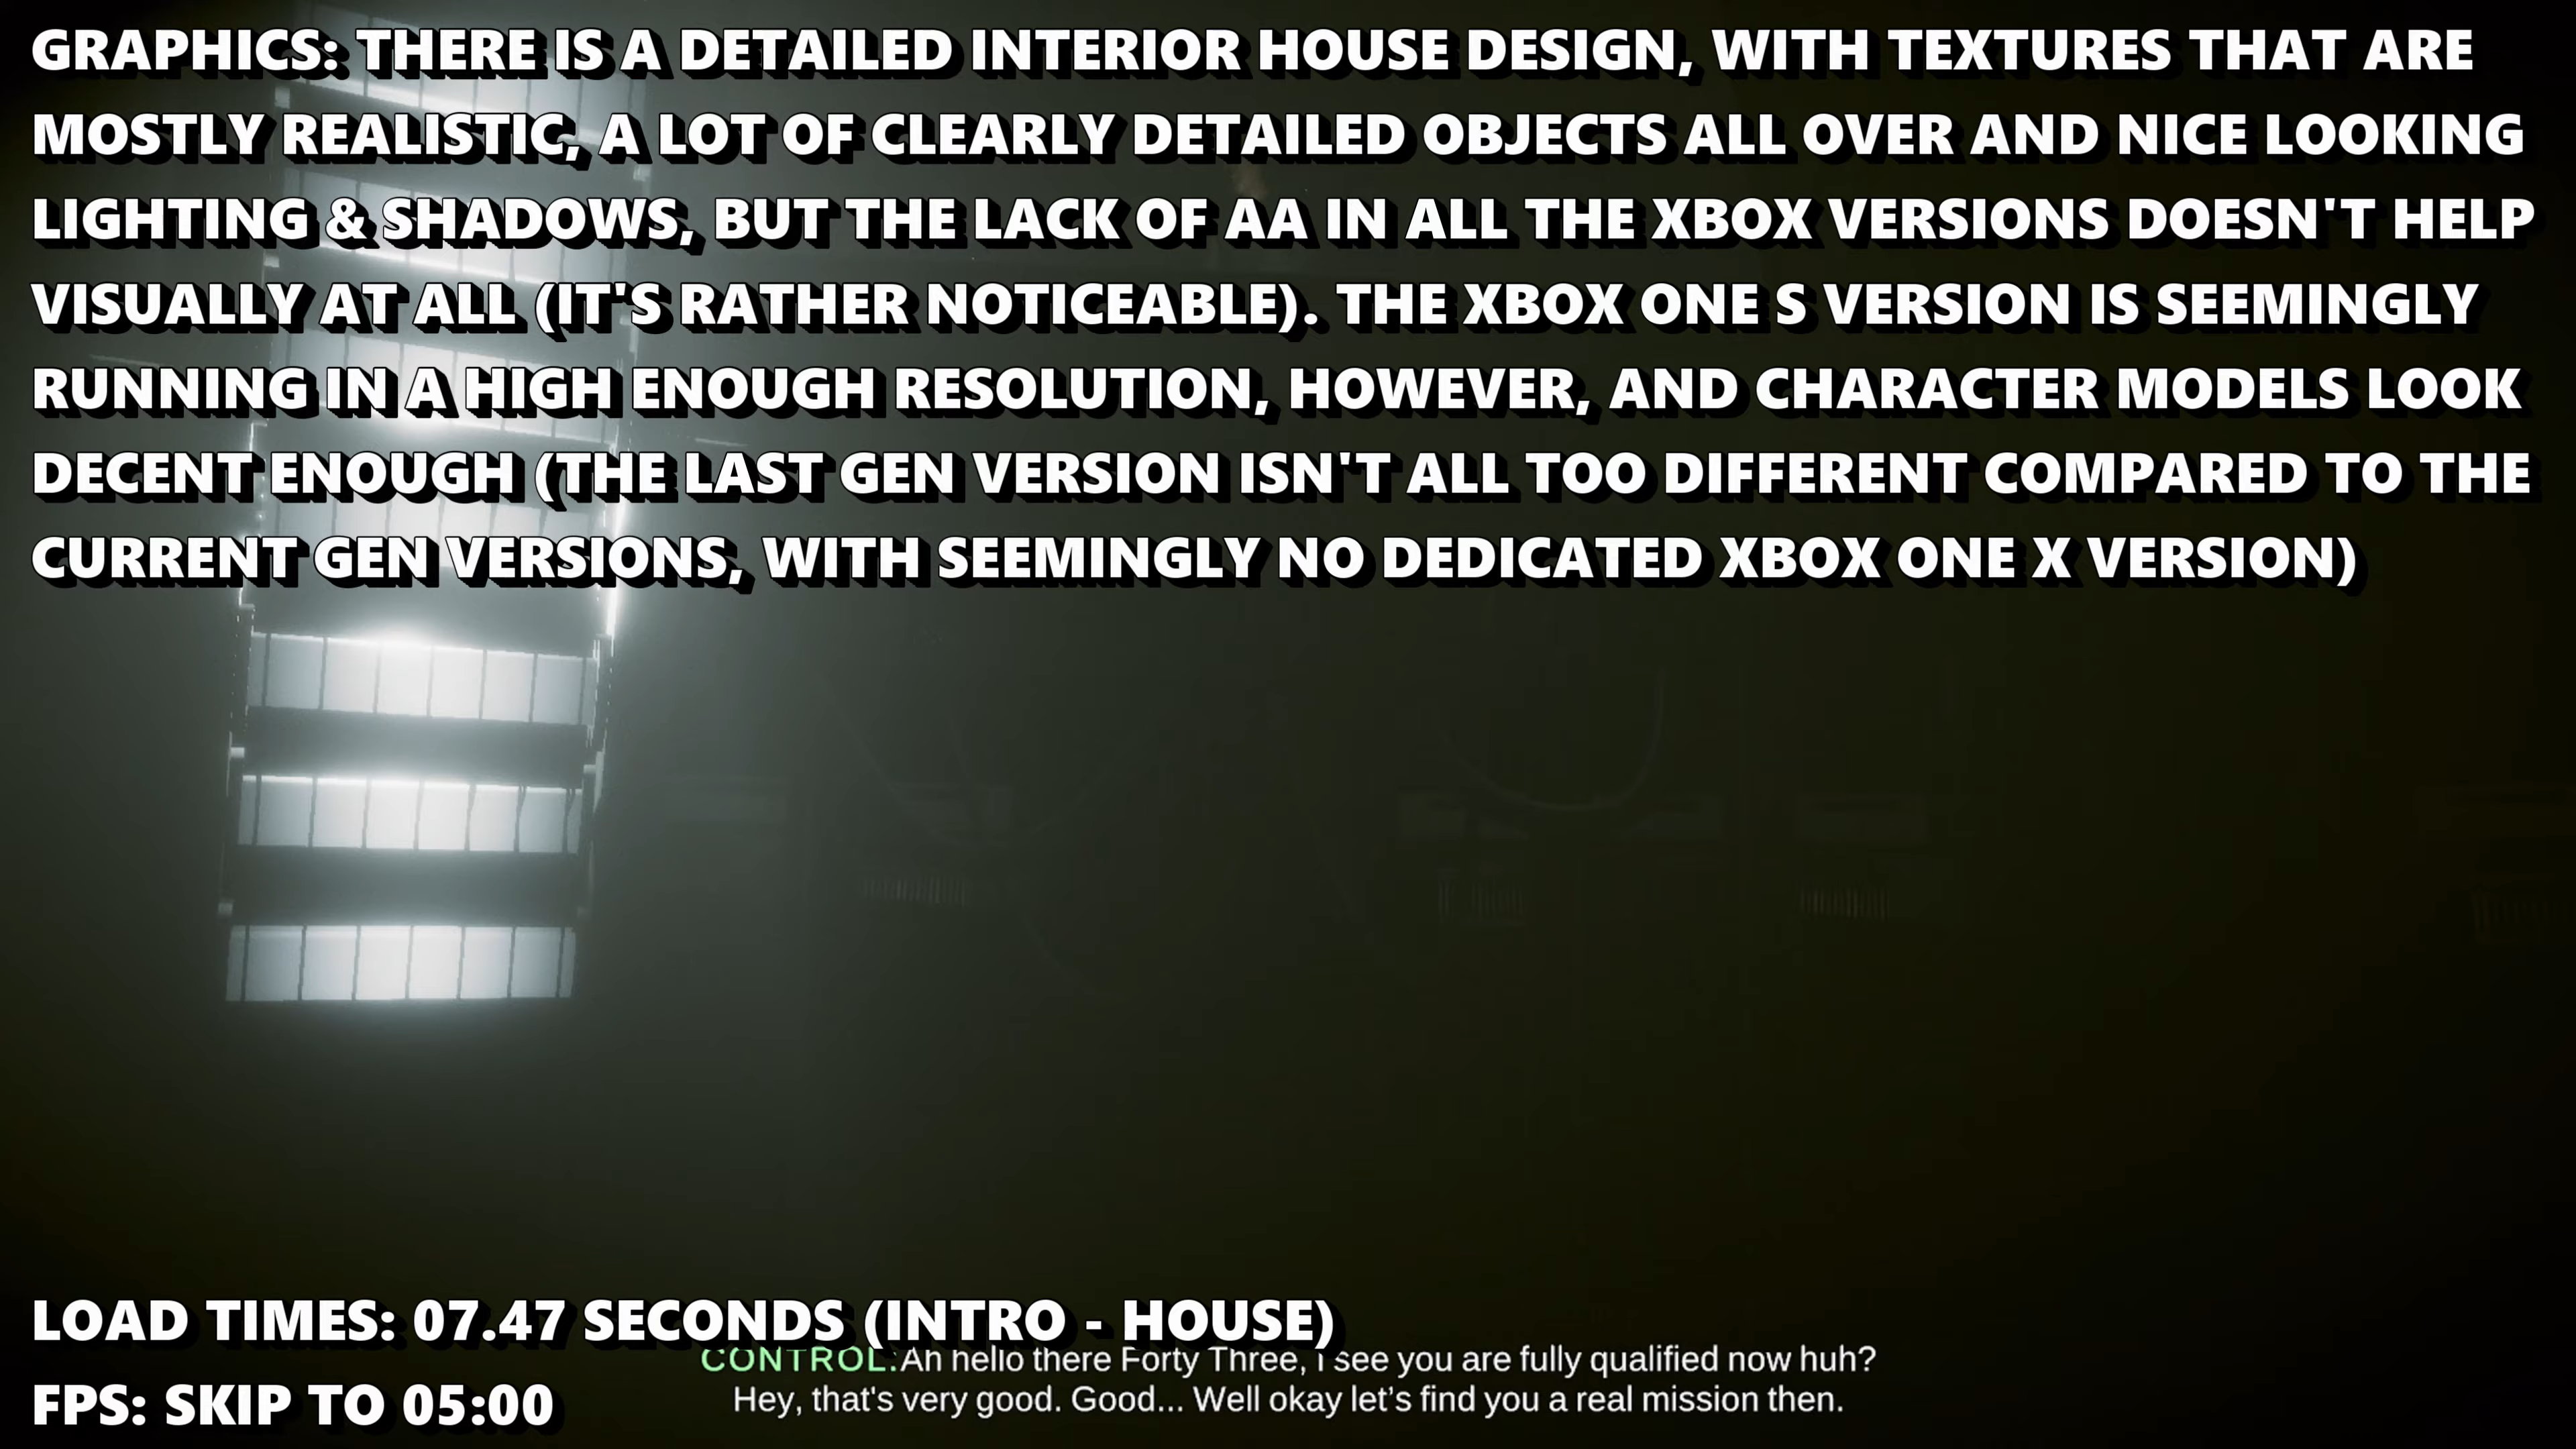 GRAPHICS: THERE IS A DETAILED INTERIOR HOUSE DESIGN, WITH TEXTURES THAT ARE
MOSTLY REALISTIC, A LOT OF CLEARLY DETAILED OBJECTS ALL OVER AND NICE LOOKING
LIGHTING & SHADOWS, BUT THE LACK OF AA IN ALL THE XBOX VERSIONS DOESN'T HELP
VISUALLY AT ALL (IT'S RATHER NOTICEABLE). THE XBOX ONE S VERSION IS SEEMINGLY
RUNNING IN A HIGH ENOUGH RESOLUTION, HOWEVER, AND CHARACTER MODELS LOOK
DECENT ENOUGH (THE LAST GEN VERSION ISN'T ALL TOO DIFFERENT COMPARED TO THE
CURRENT GEN VERSIONS, WITH SEEMINGLY NO DEDICATED XBOX ONE X VERSION)
LOAD TIMES: 07.47 SECONDS (INTRO - HOUSE)
CONTROL: Ah hello there Forty Three, i see you are fully qualified now huh?
Hey, that's very good. Good... Well okay let's find you a real mission then.
FPS: SKIP TO 05:00